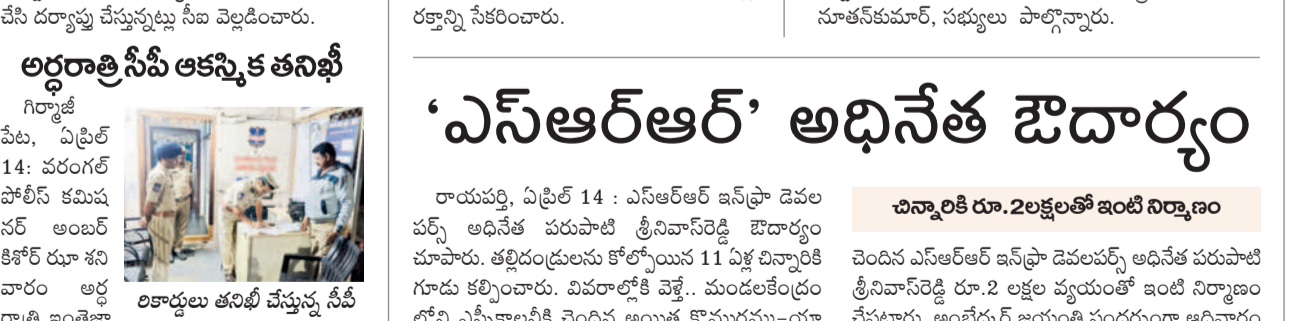 చేసి దర్యాప్తు చేస్తున్నట్లు సీఐ వెల్లడించారు.
అర్ధరాత్రి సీపీ ఆకస్మిక తనిఖీ
గిర్మాజీ
పేట, ఏప్రిల్
14: వరంగల్
పోలీస్ కమిష
నర్ అంబర్
కిశోర్ ఝా శని
వారం అర్ధ
రికార్డులు తనిఖీ చేస్తున్న సీపీ
రక్తాన్ని సేకరించారు.
నూతన్‌కుమార్, సభ్యులు పాల్గొన్నారు.
‘ఎస్ఆర్ఆర్’ అధినేత ఔదార్యం
రాయపర్తి, ఏప్రిల్ 14 : ఎస్ఆర్ఆర్ ఇన్‌ఫ్రా డెవల
పర్స్ అధినేత పరుపాటి శ్రీనివాస్‌రెడ్డి ఔదార్యం
చూపారు. తల్లిదండ్రులను కోల్పోయిన 11 ఏళ్ల చిన్నారికి
గూడు కల్పించారు. వివరాల్లోకి వెళ్తే.. మండలకేంద్రం
చిన్నారికి రూ.2లక్షలతో ఇంటి నిర్మాణం
చెందిన ఎస్ఆర్ఆర్ ఇన్‌ఫ్రా డెవలపర్స్ అధినేత పరుపాటి
శ్రీనివాస్‌రెడ్డి రూ.2 లక్షల వ్యయంతో ఇంటి నిర్మాణం